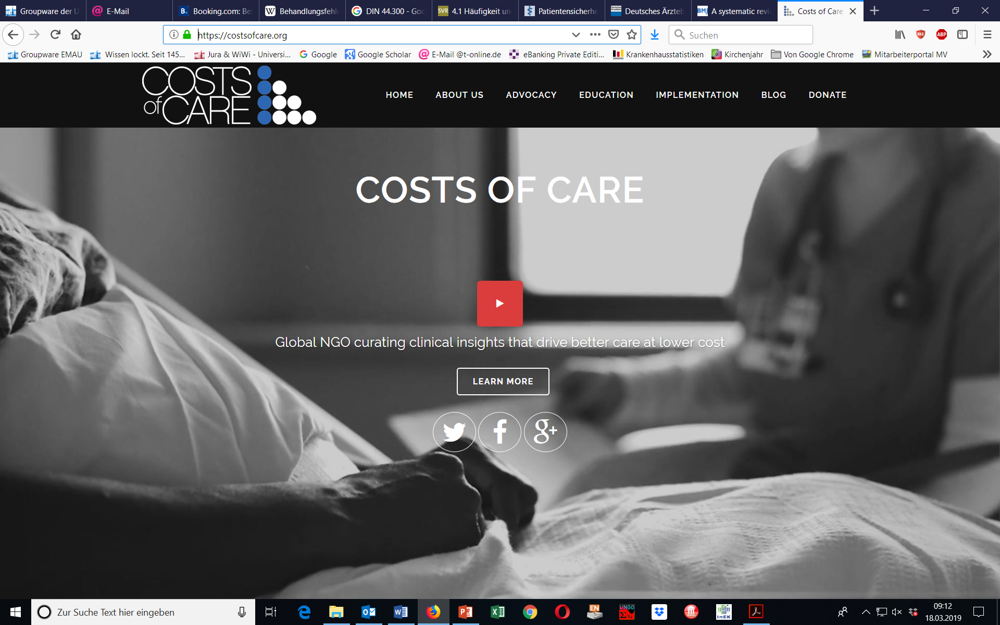 Groupware der U
E-Mail
Booking.com: Be
Behandlungsfehl
DIN 44.300 - Goo
SVR 4.1 Häufigkeit un
Patientensicherhe
Deutsches Ärzteb
BMJ A systematic revi
Costs of Care
https://costsofcare.org
Suchen
Groupware EMAU
Wissen lockt. Seit 145...
Jura & WiWi - Universi...
Google
Google Scholar
E-Mail @t-online.de
eBanking Private Editi...
Krankenhausstatistiken
Kirchenjahr
Von Google Chrome
Mitarbeiterportal MV
COSTS
of CARE
HOME
ABOUT US
ADVOCACY
EDUCATION
IMPLEMENTATION
BLOG
DONATE
COSTS OF CARE
Global NGO curating clinical insights that drive better care at lower cost
LEARN MORE
Zur Suche Text hier eingeben
EN
LINGO
InEK
09:12
18.03.2019